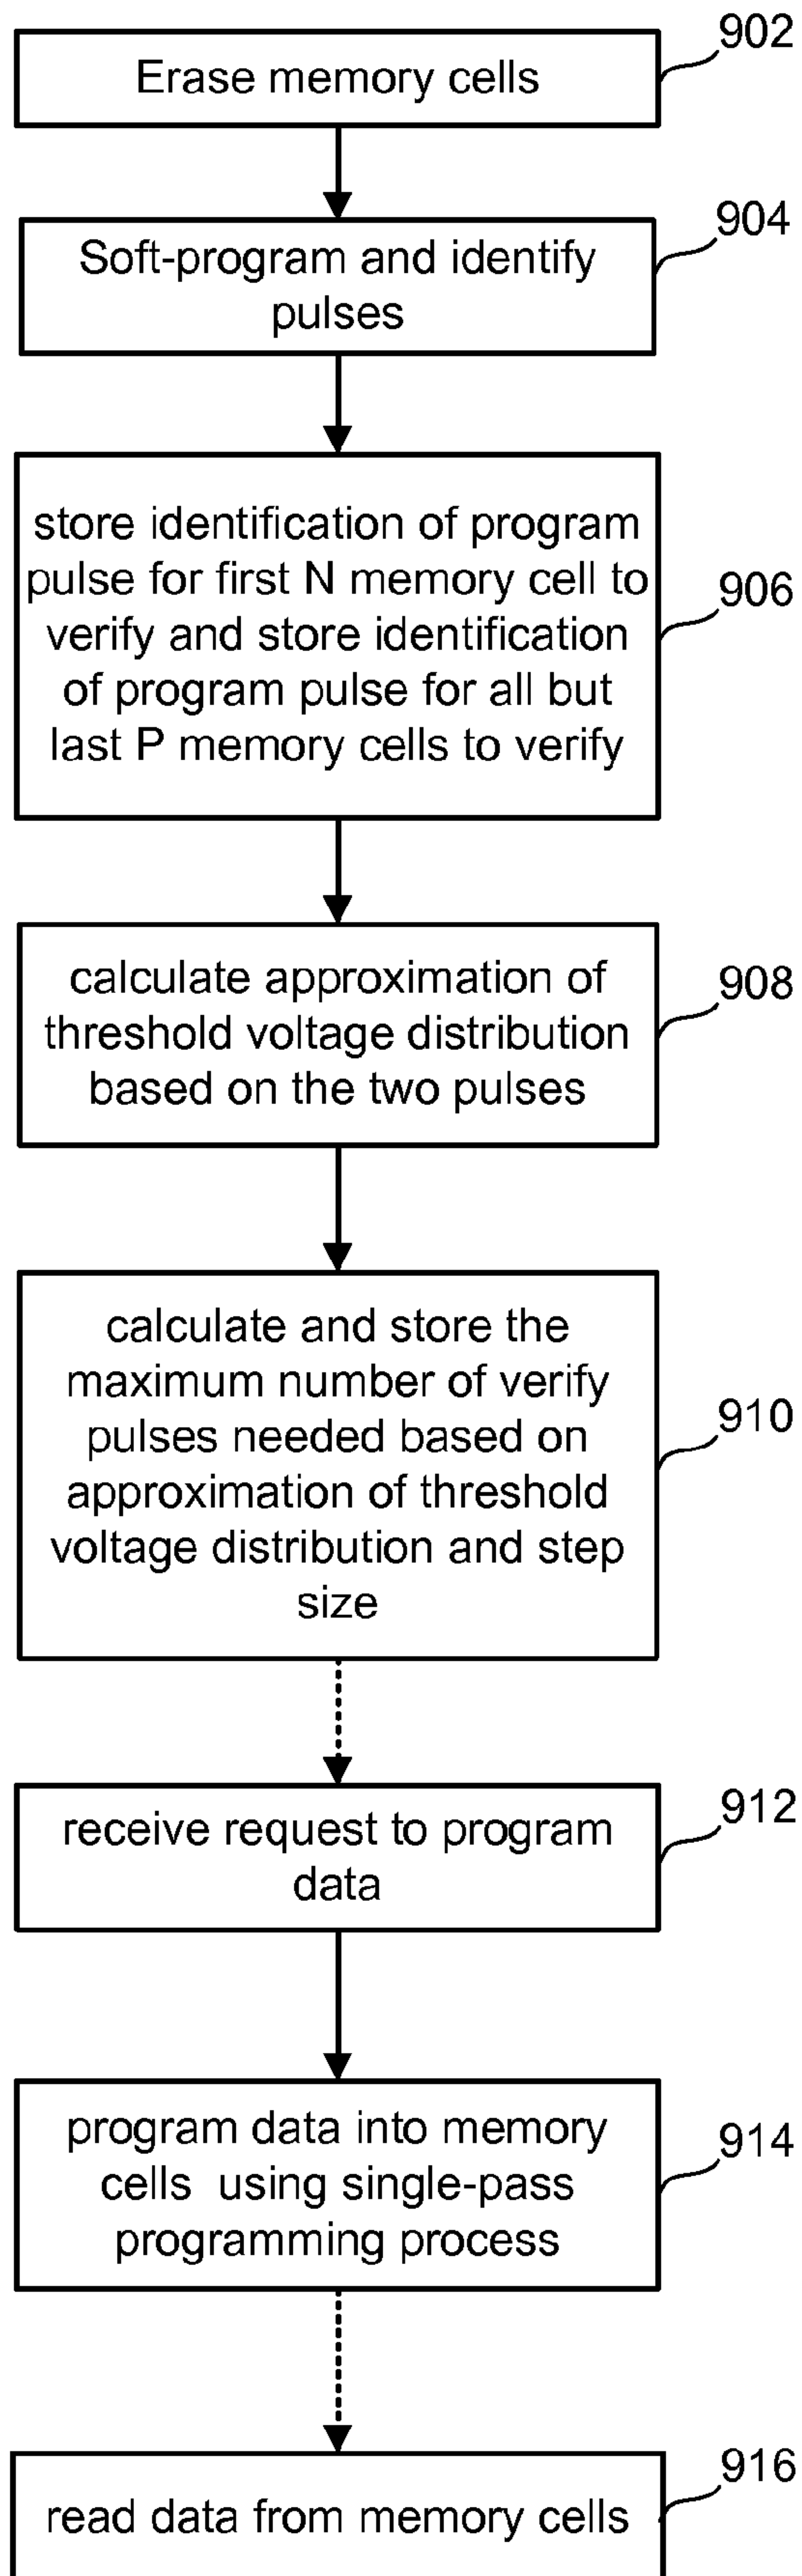 902
Erase memory cells
904
Soft-program and identify
pulses
906
store identification of program
pulse for first N memory cell to
verify and store identification
of program pulse for all but
last P memory cells to verify
908
calculate approximation of
threshold voltage distribution
based on the two pulses
910
calculate and store the
maximum number of verify
pulses needed based on
approximation of threshold
voltage distribution and step
size
912
receive request to program
data
914
program data into memory
cells using single-pass
programming process
916
read data from memory cells